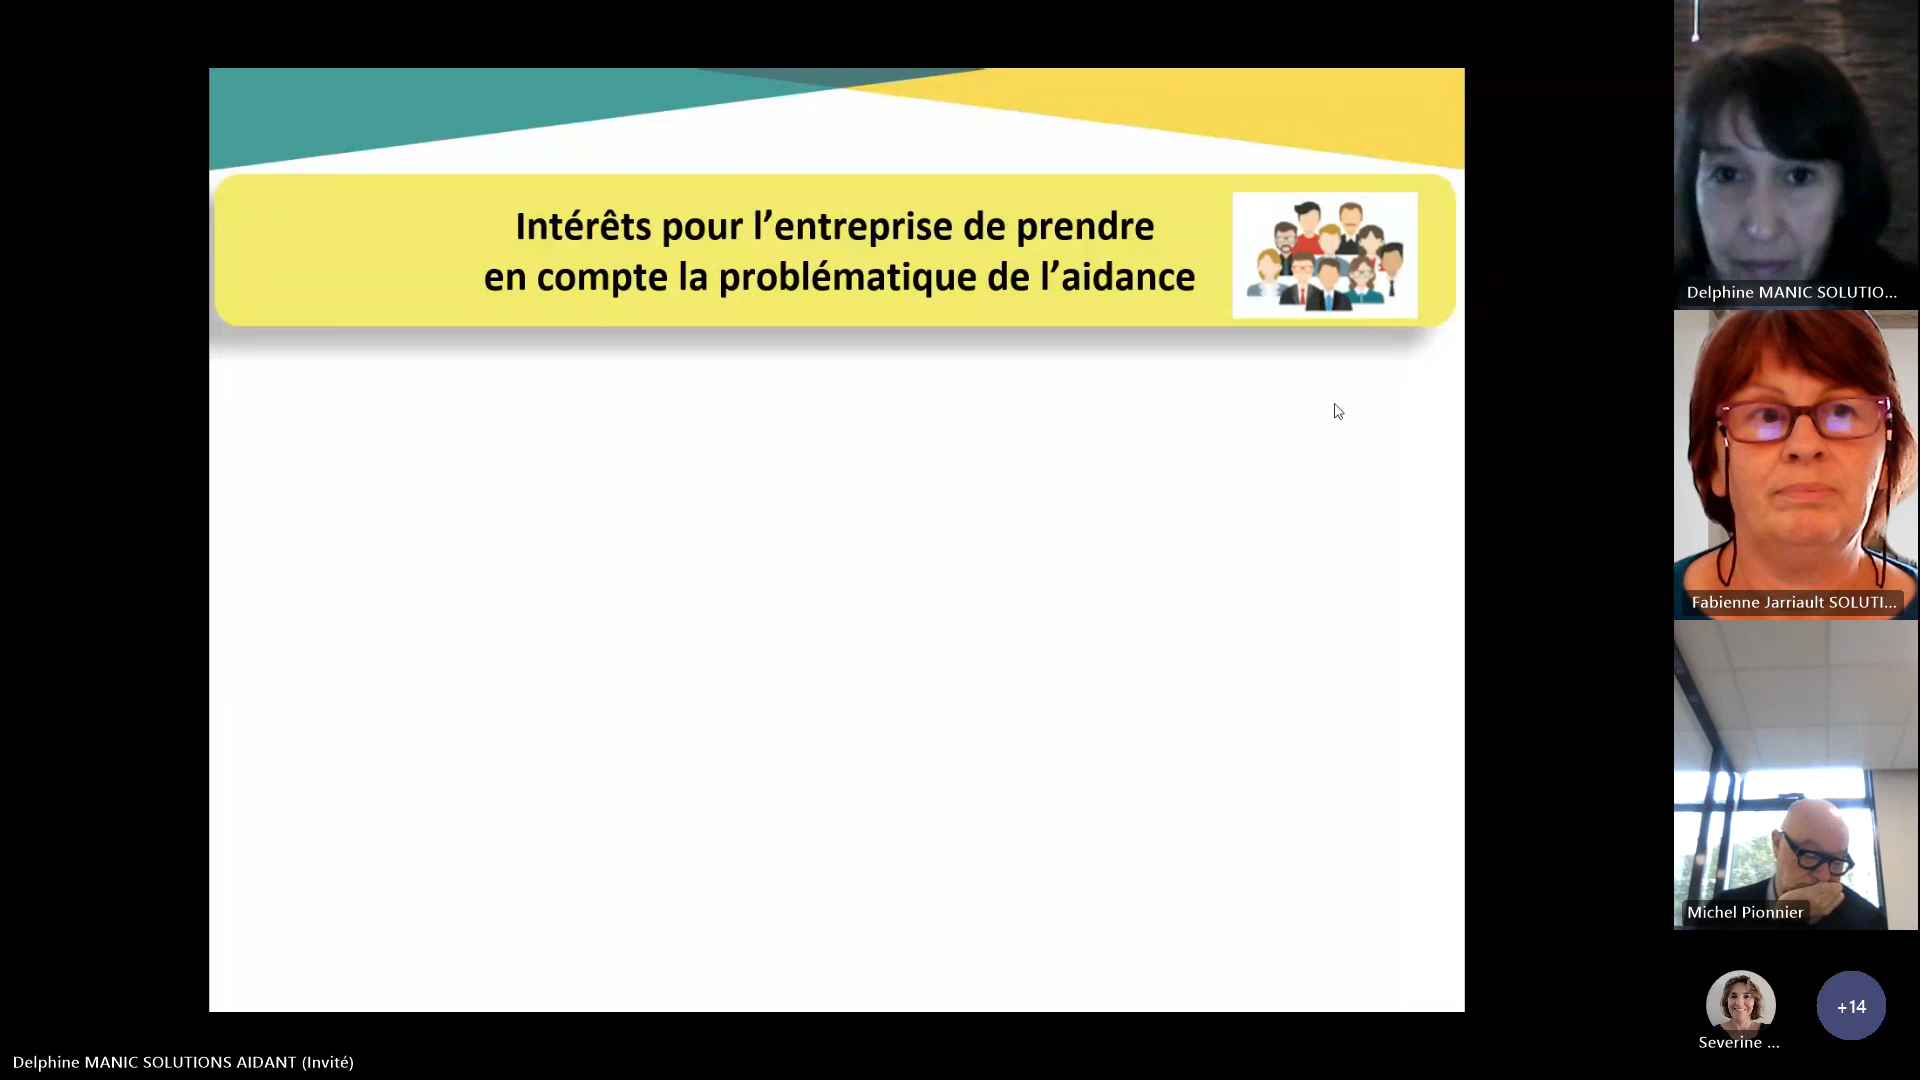 Intérêts pour l’entreprise de prendre
en compte la problématique de l’aidance
Delphine MANIC SOLUTIO...
Fabienne Jarriault SOLUTI...
Michel Pionnier
Severine ...
+14
Delphine MANIC SOLUTIONS AIDANT (Invité)